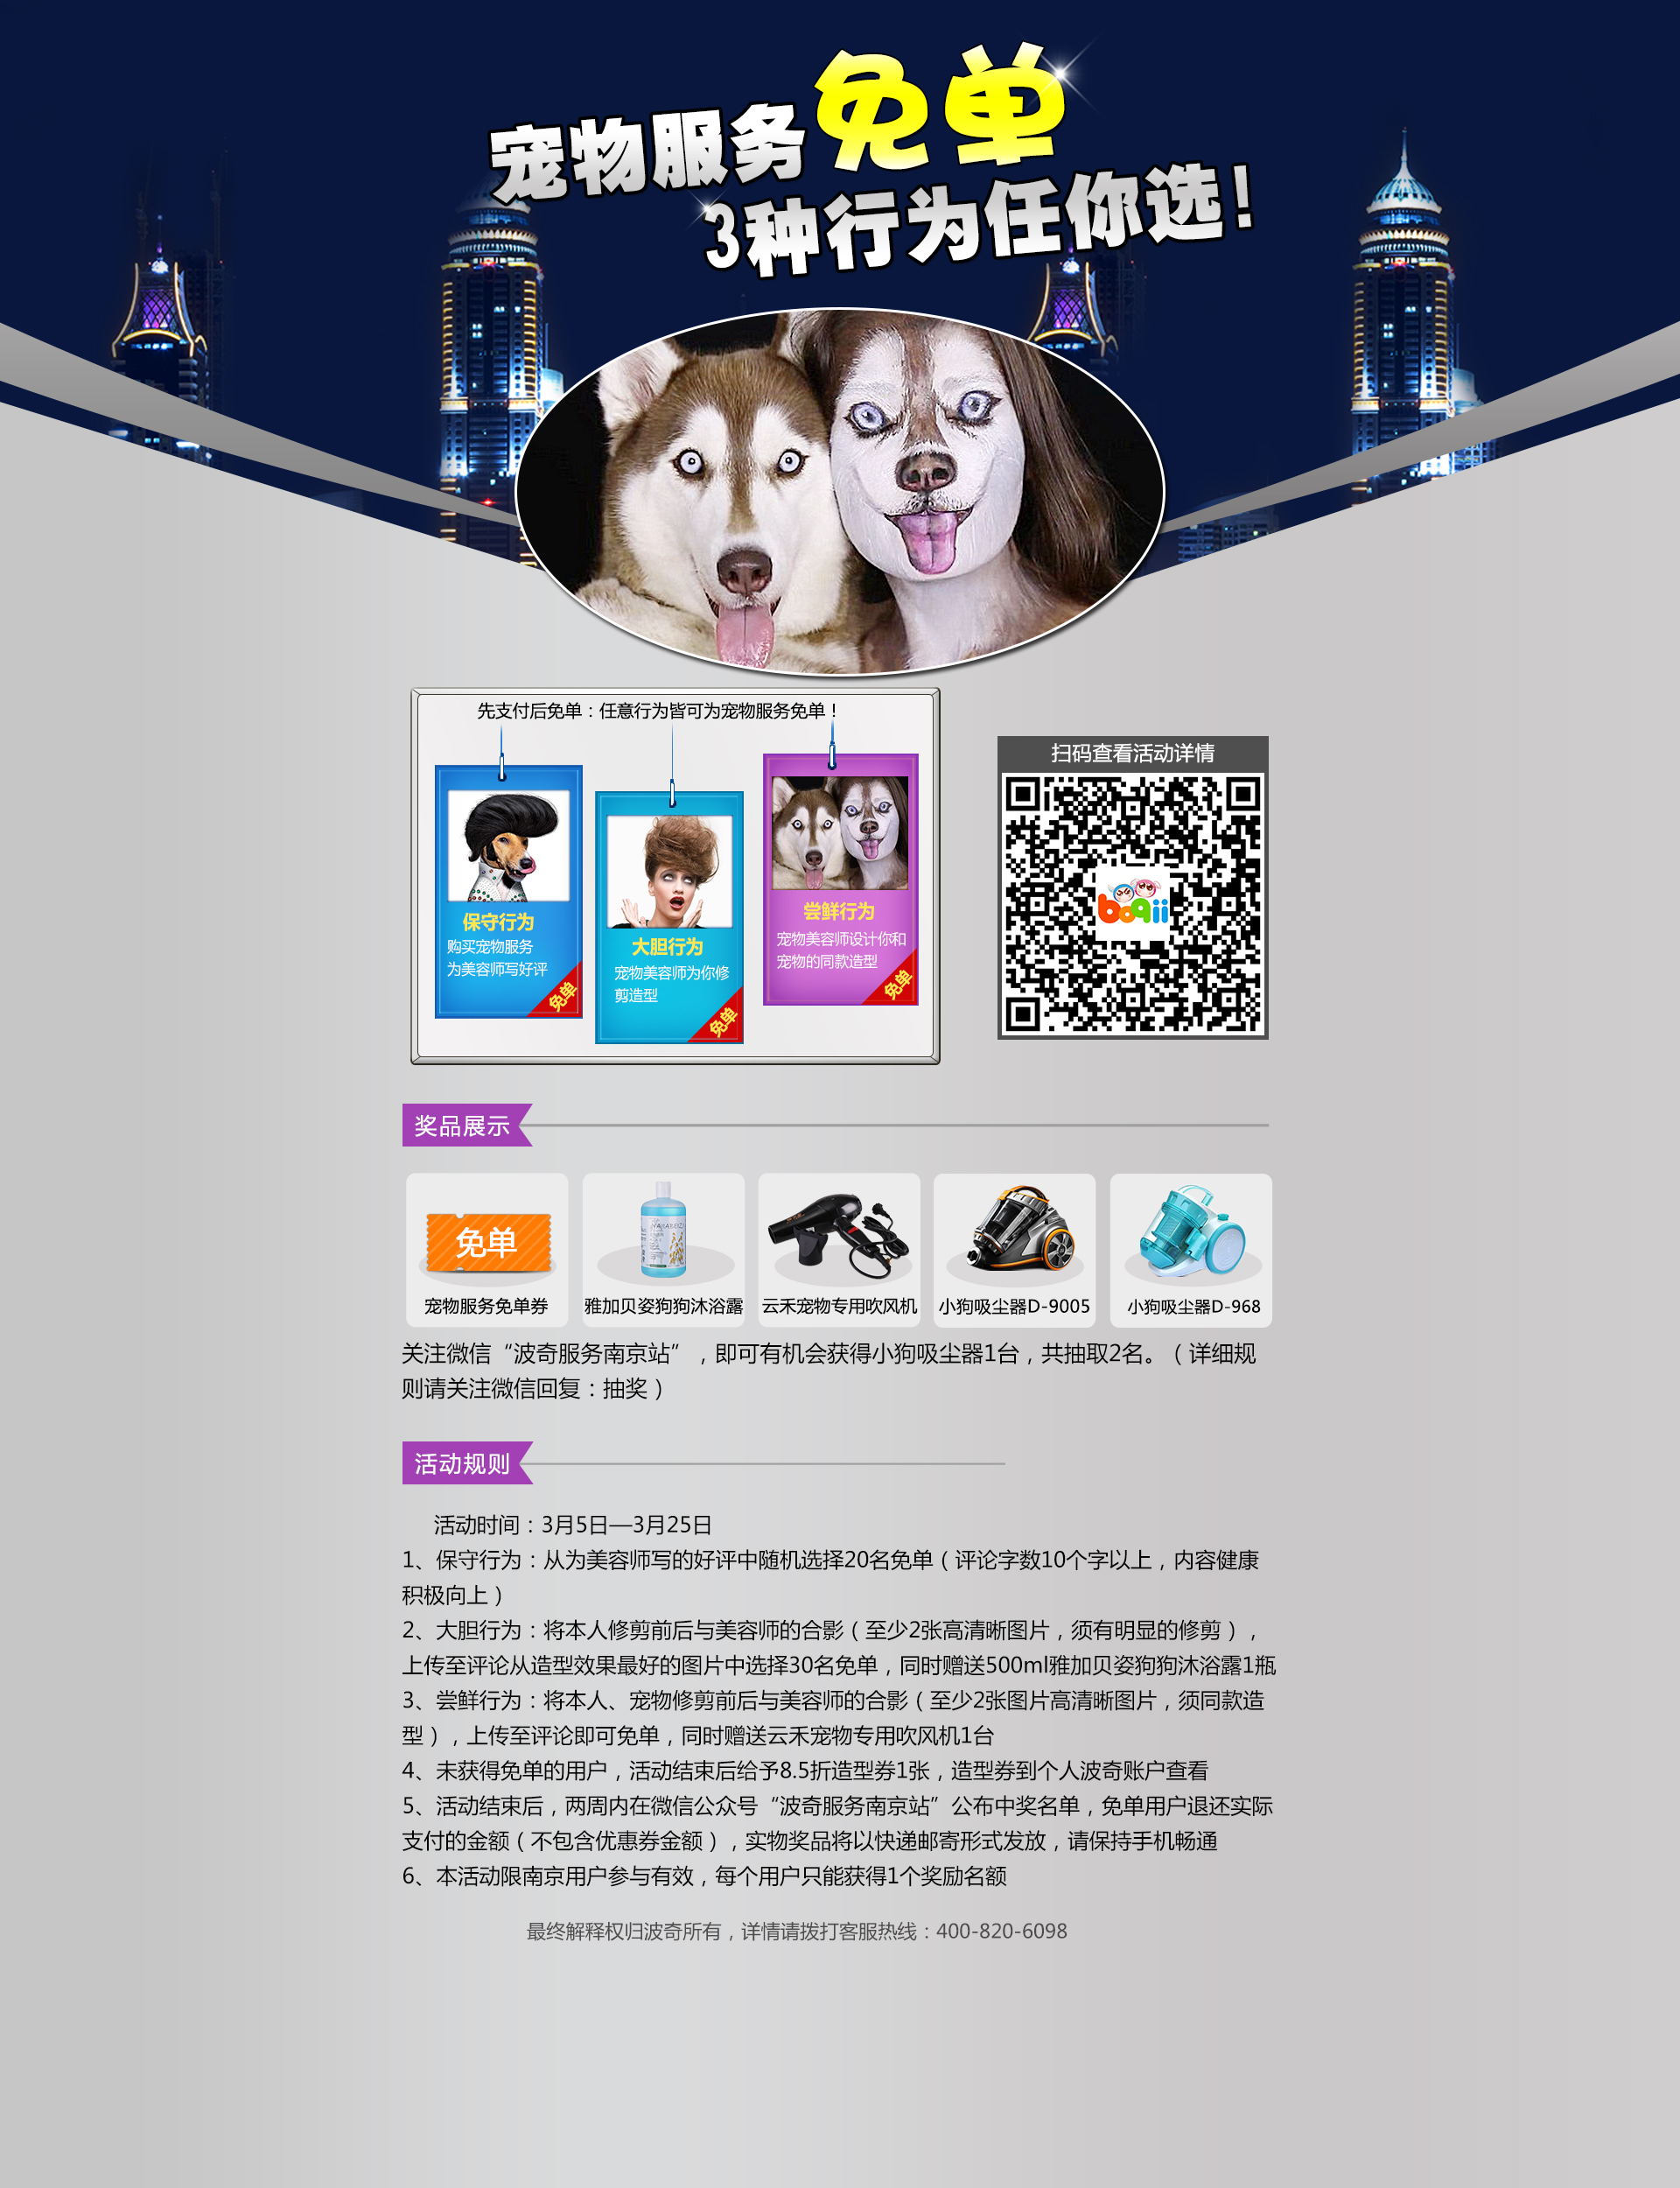 宠物服务免单
3种行为任你选!
先支付后免单：任意行为皆可为宠物服务免单！
保守行为
购买宠物服务
为美容师写好评
免单
大胆行为
宠物美容师为你修
剪造型
免单
尝鲜行为
宠物美容师设计你和
宠物的同款造型
免单
扫码查看活动详情
boqii
奖品展示
免单
宠物服务免单券
雅加贝姿狗狗沐浴露
云禾宠物专用吹风机
小狗吸尘器D-9005
小狗吸尘器D-968
关注微信“波奇服务南京站”，即可有机会获得小狗吸尘器1台，共抽取2名。（详细规
则请关注微信回复：抽奖）
活动规则
活动时间：3月5日—3月25日
1、保守行为：从为美容师写的好评中随机选择20名免单（评论字数10个字以上，内容健康
积极向上）
2、大胆行为：将本人修剪前后与美容师的合影（至少2张高清晰图片，须有明显的修剪），
上传至评论从造型效果最好的图片中选择30名免单，同时赠送500ml雅加贝姿狗狗沐浴露1瓶
3、尝鲜行为：将本人、宠物修剪前后与美容师的合影（至少2张图片高清晰图片，须同款造
型），上传至评论即可免单，同时赠送云禾宠物专用吹风机1台
4、未获得免单的用户，活动结束后给予8.5折造型券1张，造型券到个人波奇账户查看
5、活动结束后，两周内在微信公众号“波奇服务南京站”公布中奖名单，免单用户退还实际
支付的金额（不包含优惠券金额），实物奖品将以快递邮寄形式发放，请保持手机畅通
6、本活动限南京用户参与有效，每个用户只能获得1个奖励名额
最终解释权归波奇所有，详情请拨打客服热线：400-820-6098